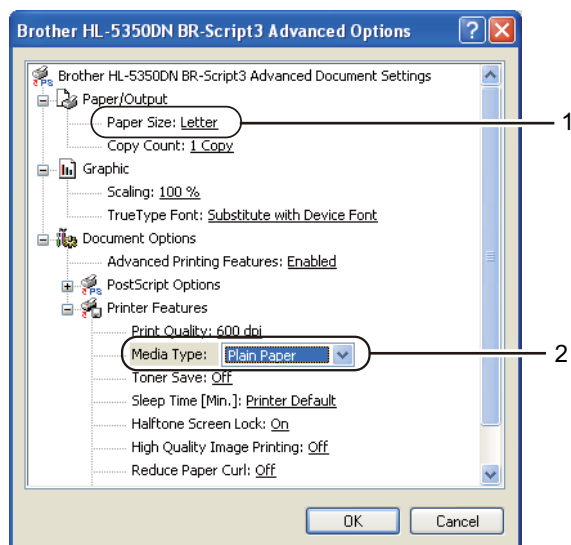 Brother HL-5350DN BR-Script3 Advanced Options
Brother HL-5350DN BR-Script3 Advanced Document Settings
Paper/Output
Paper Size: Letter
1
Copy Count: 1 Copy
Graphic
Scaling: 100 %
TrueType Font: Substitute with Device Font
Document Options
Advanced Printing Features: Enabled
PostScript Options
Printer Features
Print Quality: 600 dpi
Media Type: Plain Paper
2
Toner Save: Off
Sleep Time [Min.]: Printer Default
Halftone Screen Lock: On
High Quality Image Printing: Off
Reduce Paper Curl: Off
OK Cancel